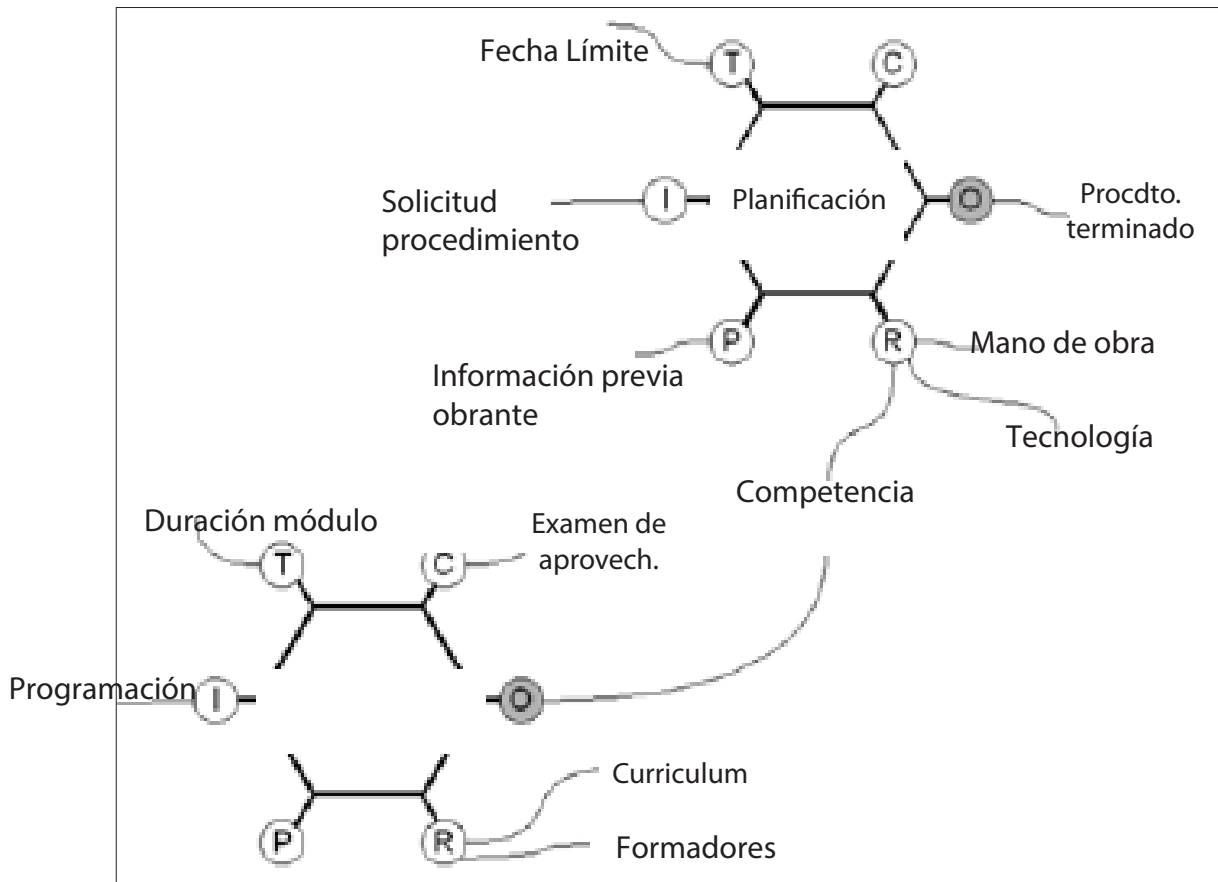 Fecha Límite
T
C
Solicitud
procedimiento
I
Planificación
O
Procdto.
terminado
P
R
Mano de obra
Información previa
obrante
Tecnología
Competencia
Duración módulo
Examen de
aprovech.
T
C
Programación
I
O
Curriculum
P
R
Formadores